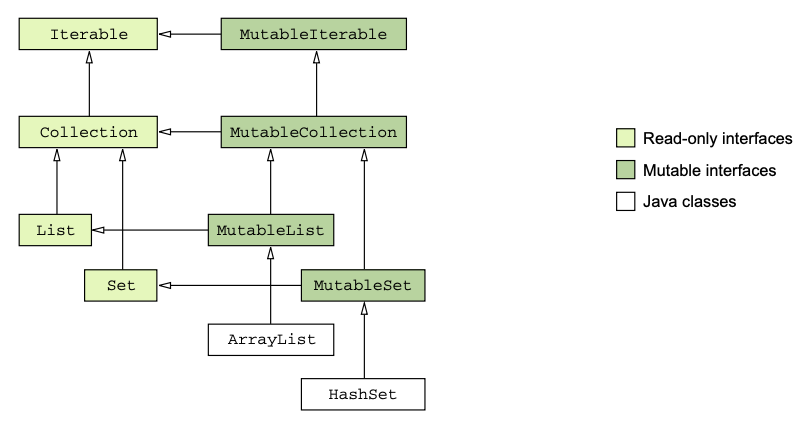 Iterable
MutableIterable
Collection
MutableCollection
List
MutableList
Set
MutableSet
ArrayList
HashSet
Read-only interfaces
Mutable interfaces
Java classes